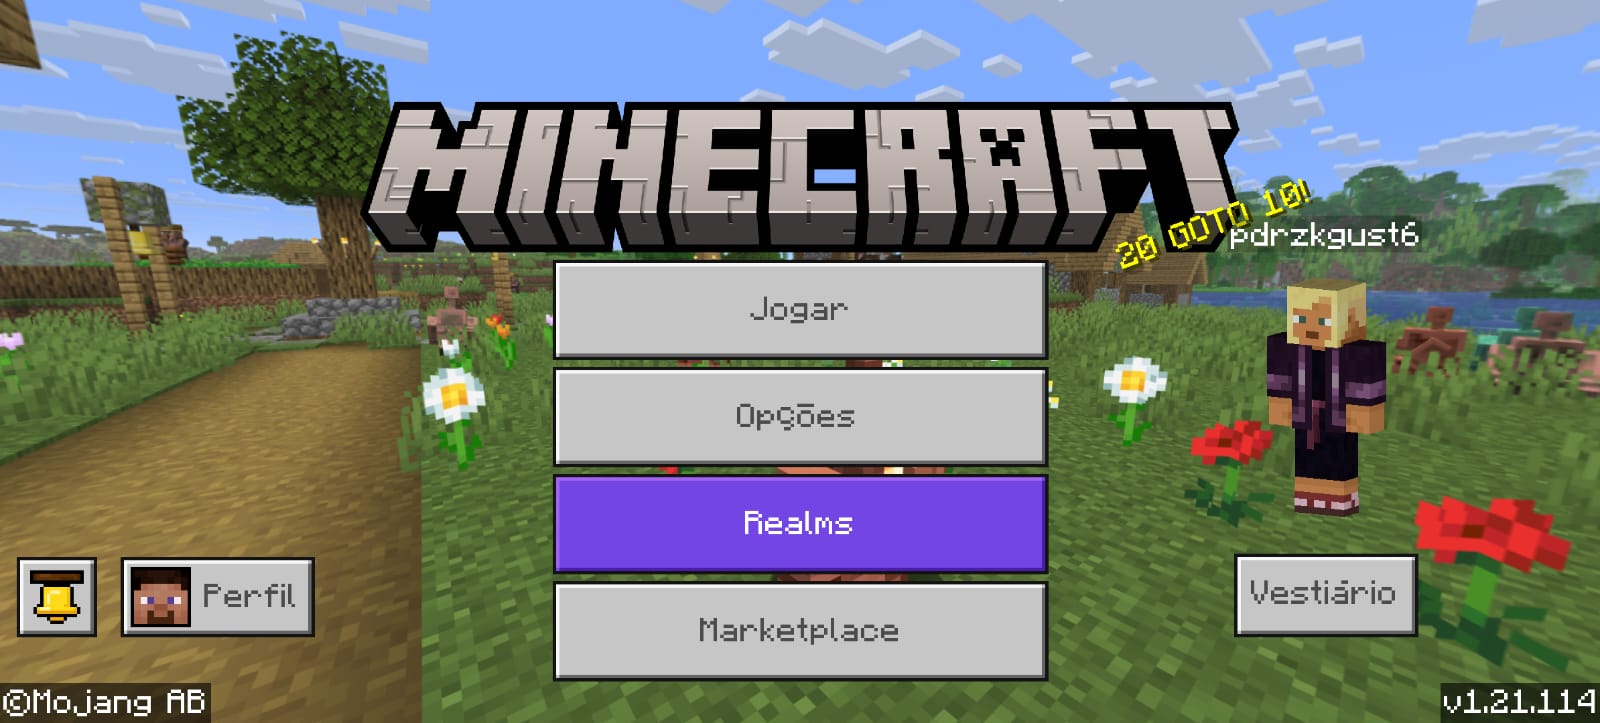 MINECRAFT
20 GOTO 10!
pdrzkgust6
Jogar
Opções
Realms
Marketplace
Perfil
Vestiário
©Mojang AB
v1.21.114